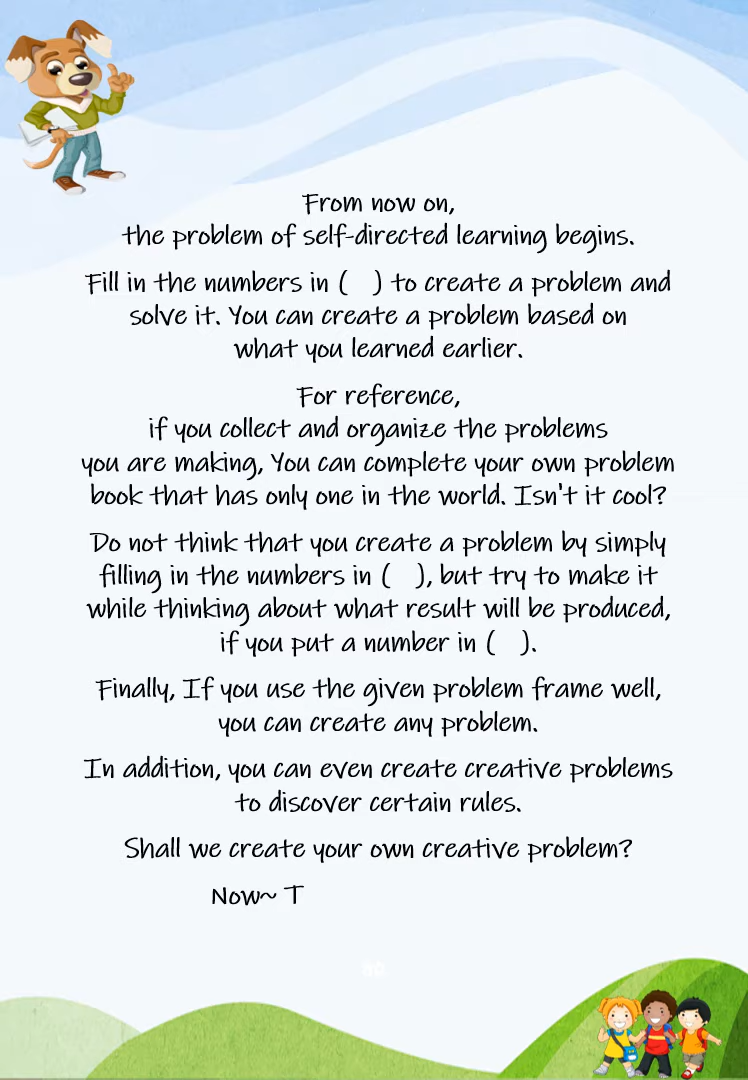 From now on,
the problem of self-directed learning begins.
Fill in the numbers in (   ) to create a problem and
solve it. You can create a problem based on
what you learned earlier.
For reference,
if you collect and organize the problems
you are making, You can complete your own problem
book that has only one in the world. Isn't it cool?
Do not think that you create a problem by simply
filling in the numbers in (   ), but try to make it
while thinking about what result will be produced,
if you put a number in (   ).
Finally, If you use the given problem frame well,
you can create any problem.
In addition, you can even create creative problems
to discover certain rules.
Shall we create your own creative problem?
Now~ T